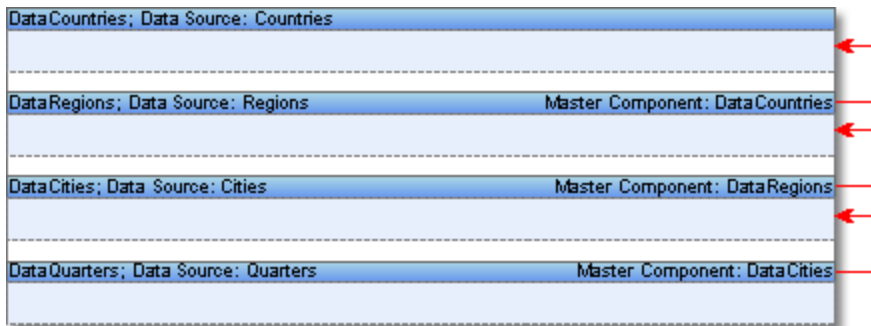 DataCountries; Data Source: Countries
DataRegions; Data Source: Regions Master Component: DataCountries
DataCities; Data Source: Cities Master Component: DataRegions
DataQuarters; Data Source: Quarters Master Component: DataCities